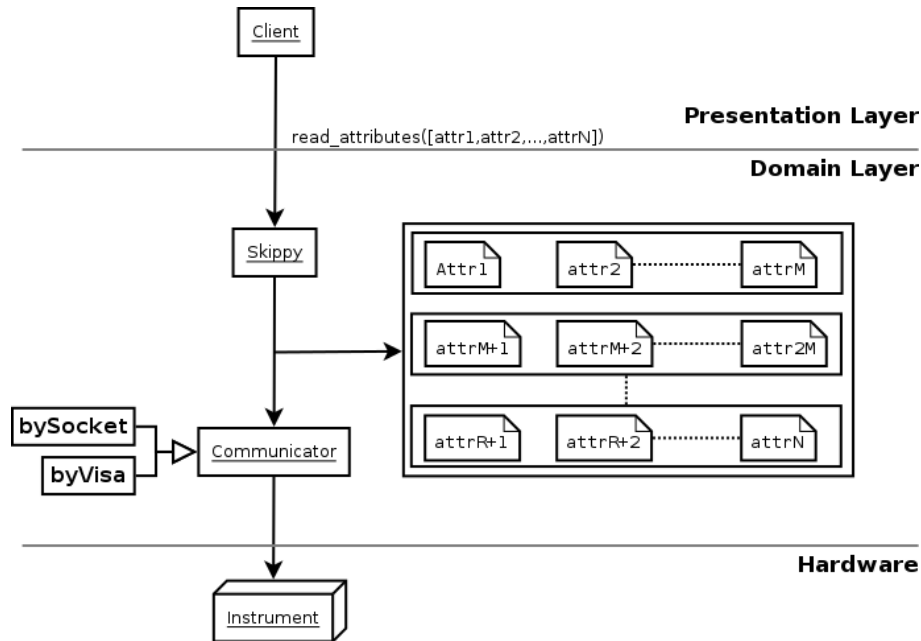 Client
Presentation Layer
read_attributes([attr1,attr2,...,attrN])
Domain Layer
Skippy
Attr1 attr2 attrM
attrM+1 attrM+2 attr2M
attrR+1 attrR+2 attrN
bySocket
byVisa
Communicator
Hardware
Instrument